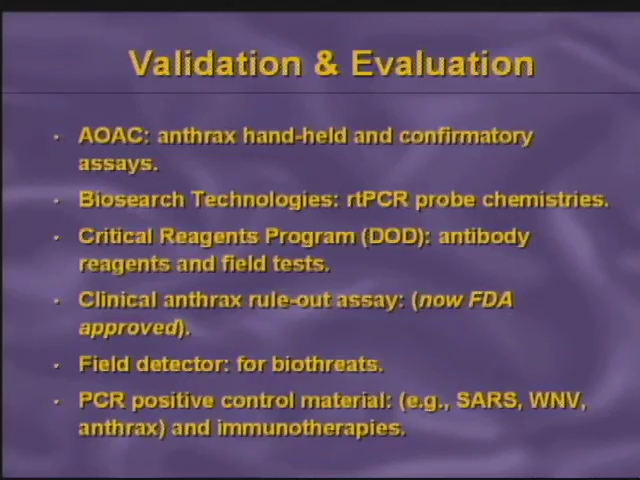 Validation & Evaluation
· AOAC: anthrax hand-held and confirmatory
assays.
· Biosearch Technologies: rtPCR probe chemistries.
· Critical Reagents Program (DOD): antibody
reagents and field tests.
· Clinical anthrax rule-out assay: (now FDA
approved).
· Field detector: for biothreats.
· PCR positive control material: (e.g., SARS, WNV,
anthrax) and immunotherapies.